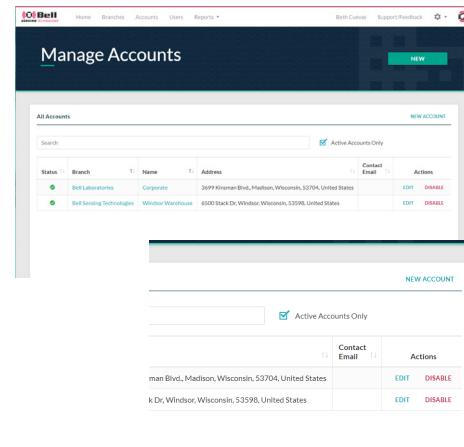 Bell
Home Branches Accounts Users Reports
Support/Feedback
Manage Accounts
NEW
All Accounts
NEW ACCOUNT
Search
Active Accounts Only
Status Branch Name Address Contact Email Actions
Bell Laboratories Corporate 3699 Kinsman Blvd., Madison, Wisconsin, 53704, United States EDIT DISABLE
Bell Sensing Technologies Windsor Warehouse 6500 Stack Dr, Windsor, Wisconsin, 53598, United States EDIT DISABLE
NEW ACCOUNT
Active Accounts Only
Contact Email Actions
man Blvd., Madison, Wisconsin, 53704, United States EDIT DISABLE
k Dr, Windsor, Wisconsin, 53598, United States EDIT DISABLE